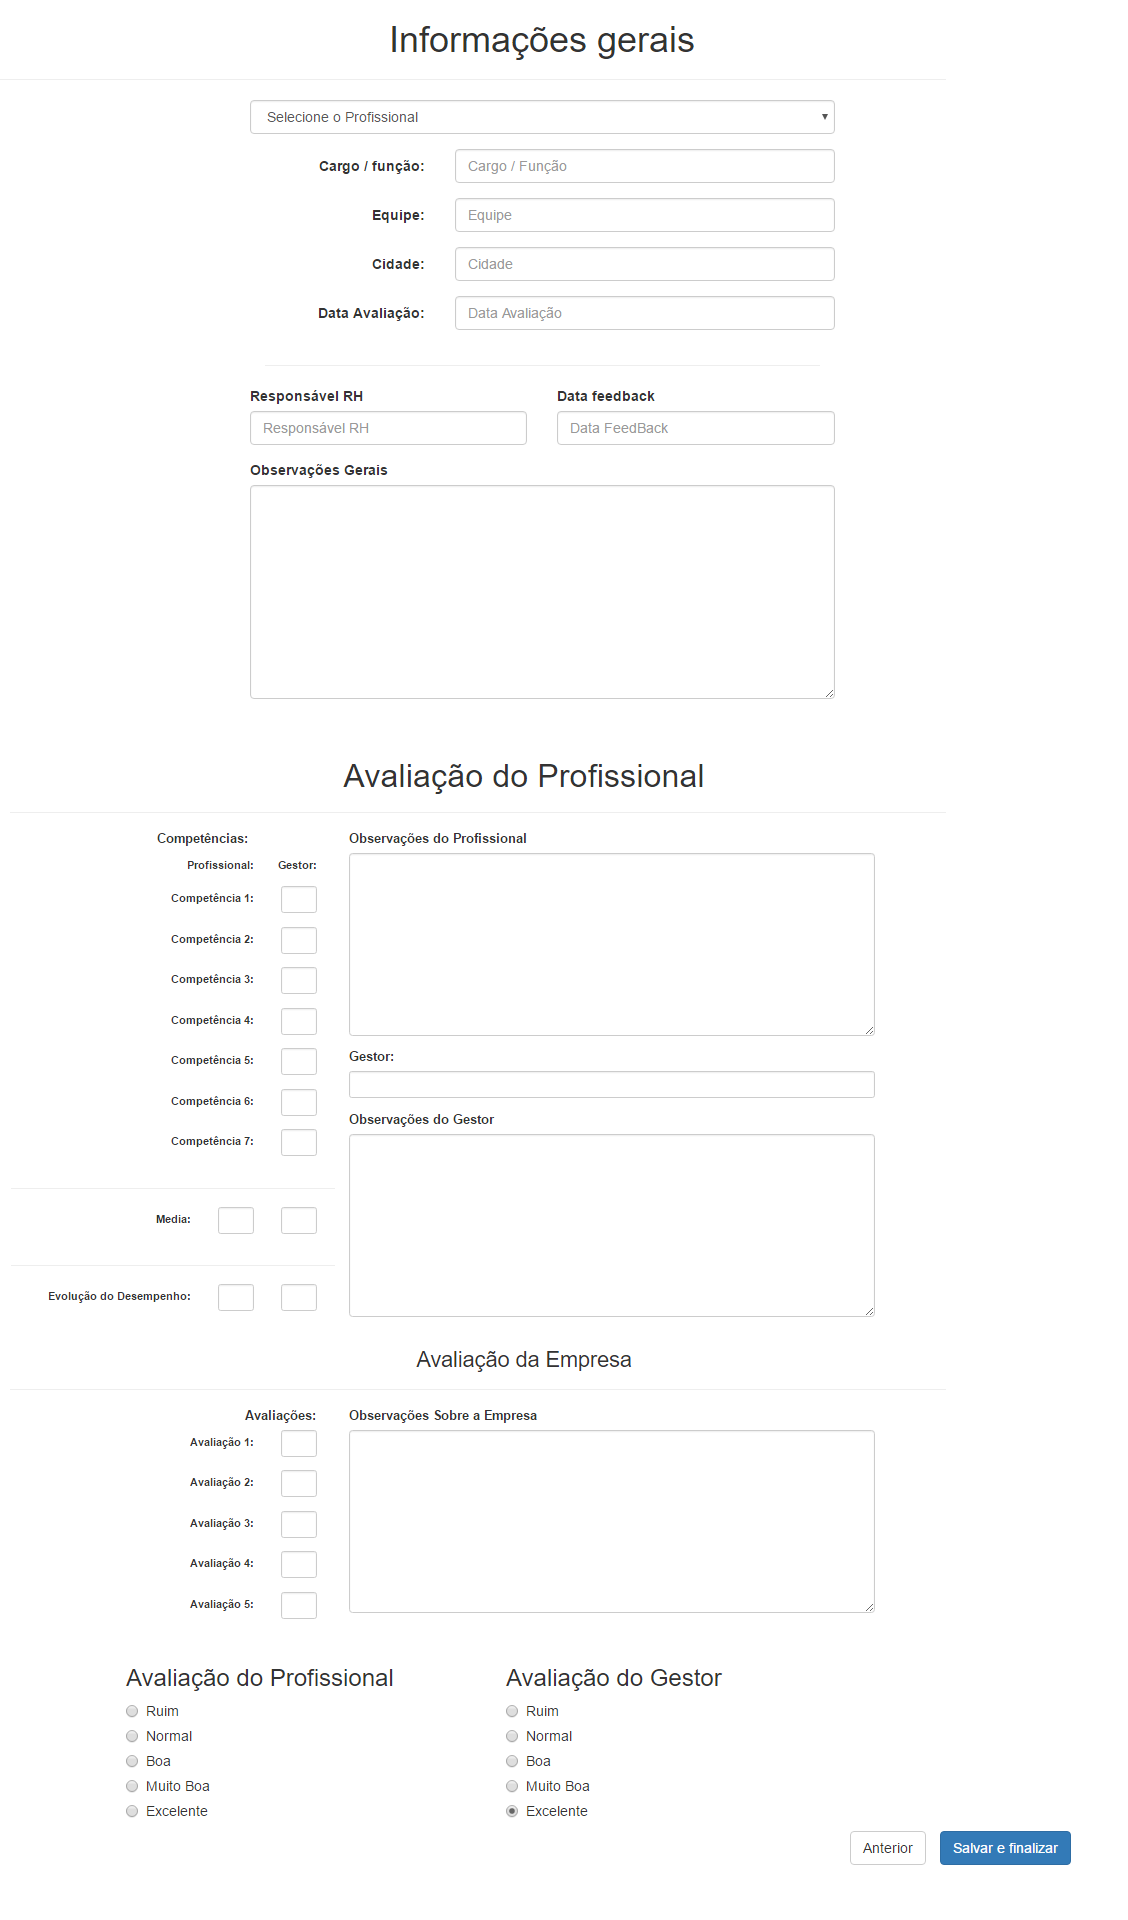 Informações gerais
Selecione o Profissional
Cargo / função: Cargo / Função
Equipe: Equipe
Cidade: Cidade
Data Avaliação: Data Avaliação
Responsável RH Data feedback
Responsável RH Data FeedBack
Observações Gerais
Avaliação do Profissional
Competências:
Profissional: Gestor:
Competência 1:
Competência 2:
Competência 3:
Competência 4:
Competência 5:
Competência 6:
Competência 7:
Media:
Evolução do Desempenho:
Observações do Profissional
Gestor:
Observações do Gestor
Avaliação da Empresa
Avaliações:
Avaliação 1:
Avaliação 2:
Avaliação 3:
Avaliação 4:
Avaliação 5:
Observações Sobre a Empresa
Avaliação do Profissional
Ruim
Normal
Boa
Muito Boa
Excelente
Avaliação do Gestor
Ruim
Normal
Boa
Muito Boa
Excelente
Anterior Salvar e finalizar